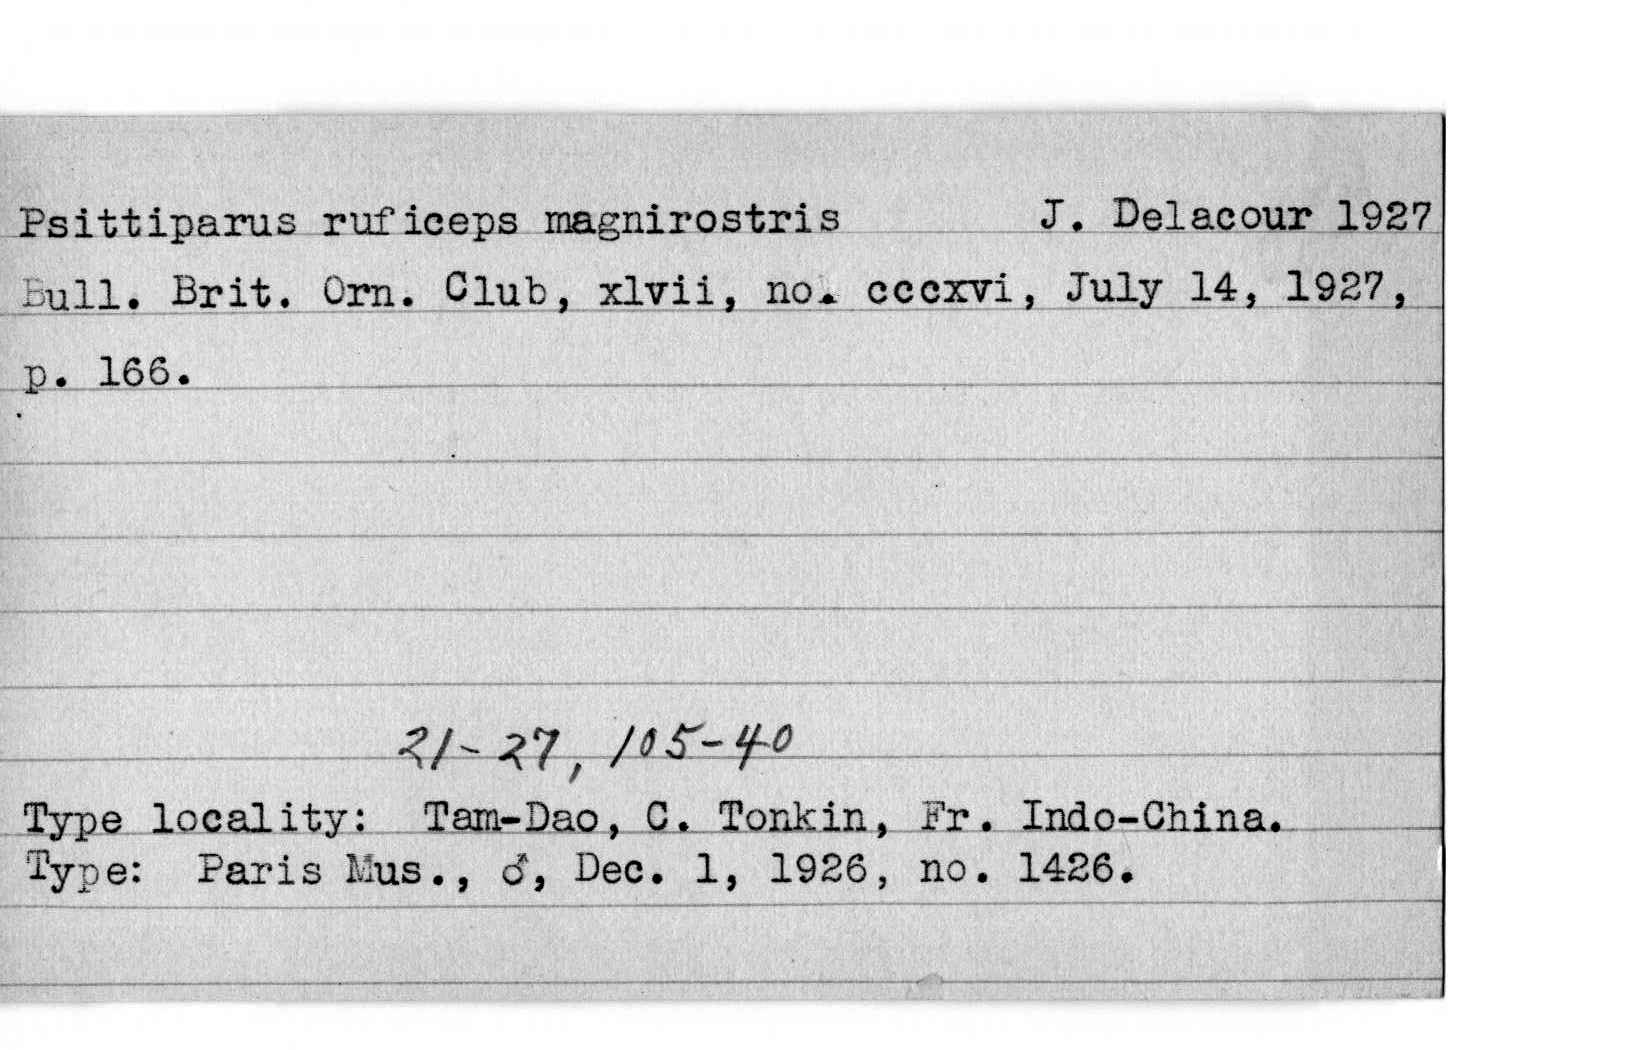 Psittiparus ruficeps magnirostris J. Delacour 1927
Bull. Brit. Orn. Club, xlvii, no. cccxvi, July 14, 1927,
p. 166.
21-27, 105-40
Type locality: Tam-Dao, C. Tonkin, Fr. Indo-China.
Type: Paris Mus., ♂, Dec. 1, 1926, no. 1426.